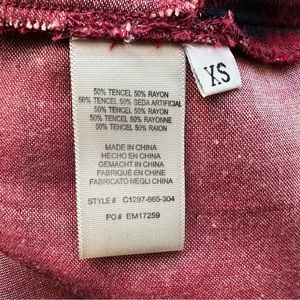 50% TENCEL 50% RAYON
50% TENCEL 50% SEDA ARTIFICIAL
50% TENCEL 50% RAYON
50% TENCEL 50% RAYONNE
50% TENCEL 50% RAION
MADE IN CHINA
HECHO EN CHINA
GEMACHT IN CHINA
FABRIQUÉ EN CHINE
FABRICATO NEGLI CHINA
STYLE # C1297-865-304
PO# EM17259
XS